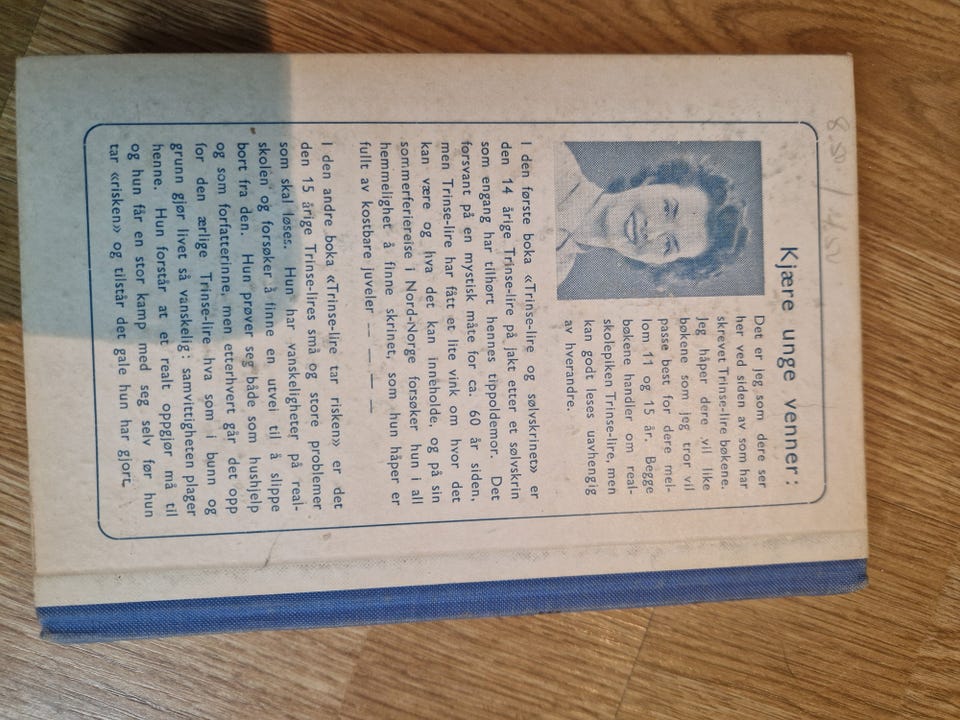 8.50 / 4.50
Kjære unge venner:
Det er jeg som dere ser
her ved siden av som har
skrevet Trinse-lire bøkene.
Jeg håper dere vil like
bøkene som jeg tror vil
passe best for dere mel-
lom 11 og 15 år. Begge
bøkene handler om real-
skolepiken Trinse-lire, men
kan godt leses uavhengig
av hverandre.
I den første boka «Trinse-lire og sølvskrinet» er
den 14 årige Trinse-lire på jakt etter et sølvskrin
som engang har tilhørt hennes tippoldemor. Det
forsvant på en mystisk måte for ca. 60 år siden,
men Trinse-lire har fått et lite vink om hvor det
kan være og hva det kan inneholde, og på sin
sommerferiereise i Nord-Norge forsøker hun i all
hemmelighet å finne skrinet, som hun håper er
fullt av kostbare juveler — — — —
I den andre boka «Trinse-lire tar risken» er det
den 15 årige Trinse-lires små og store problemer
som skal løses. Hun har vanskeligheter på real-
skolen og forsøker å finne en utvei til å slippe
bort fra den. Hun prøver seg både som hushjelp
og som forfatterinne, men etterhvert går det opp
for den ærlige Trinse-lire hva som i bunn og
grunn gjør livet så vanskelig: samvittigheten plager
henne. Hun forstår at et realt oppgjør må til
og hun får en stor kamp med seg selv før hun
tar «risken» og tilstår det gale hun har gjort.